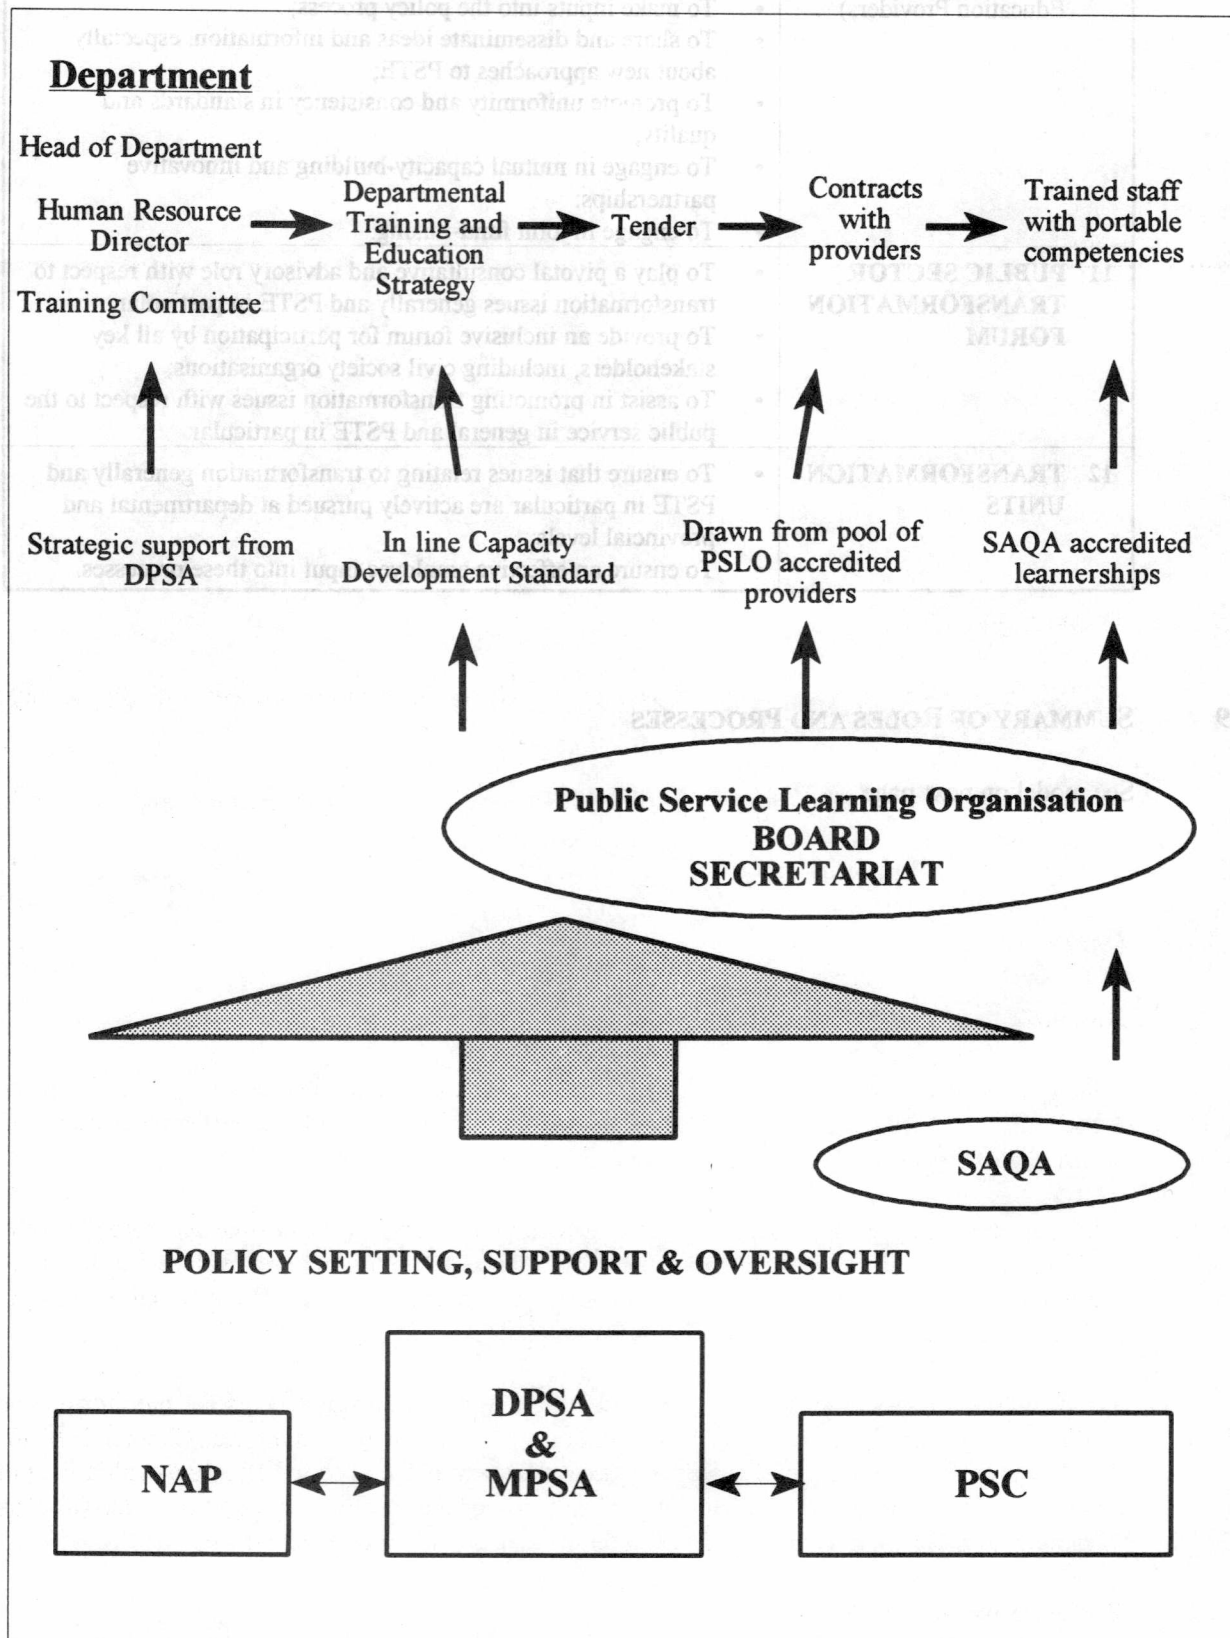 Department
Head of Department
Human Resource
Director
Training Committee
Departmental
Training and
Education
Strategy
Tender
Contracts
with
providers
Trained staff
with portable
competencies
Strategic support from
DPSA
In line Capacity
Development Standard
Drawn from pool of
PSLO accredited
providers
SAQA accredited
learnerships
Public Service Learning Organisation
BOARD
SECRETARIAT
SAQA
POLICY SETTING, SUPPORT & OVERSIGHT
NAP
DPSA
&
MPSA
PSC